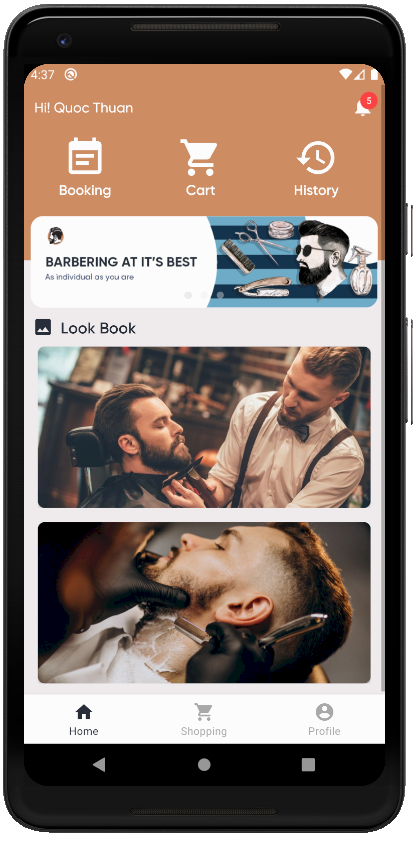 4:37
Hi! Quoc Thuan
5
Booking
Cart
History
BARBERING AT IT'S BEST
As individual as you are
Look Book
Home
Shopping
Profile